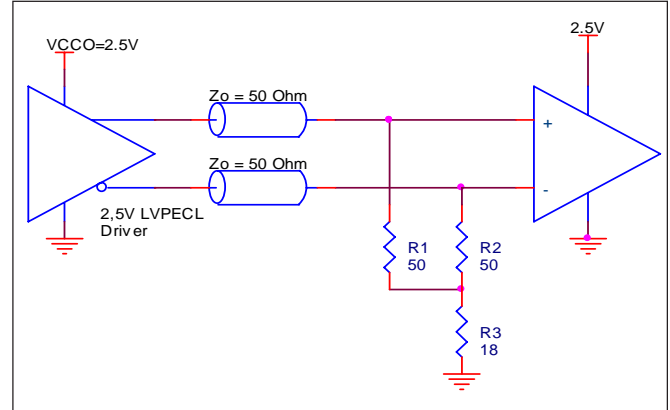 VCCO=2.5V
2.5V
Zo = 50 Ohm
+
Zo = 50 Ohm
-
2,5V LVPECL
Driver
R1
50
R2
50
R3
18